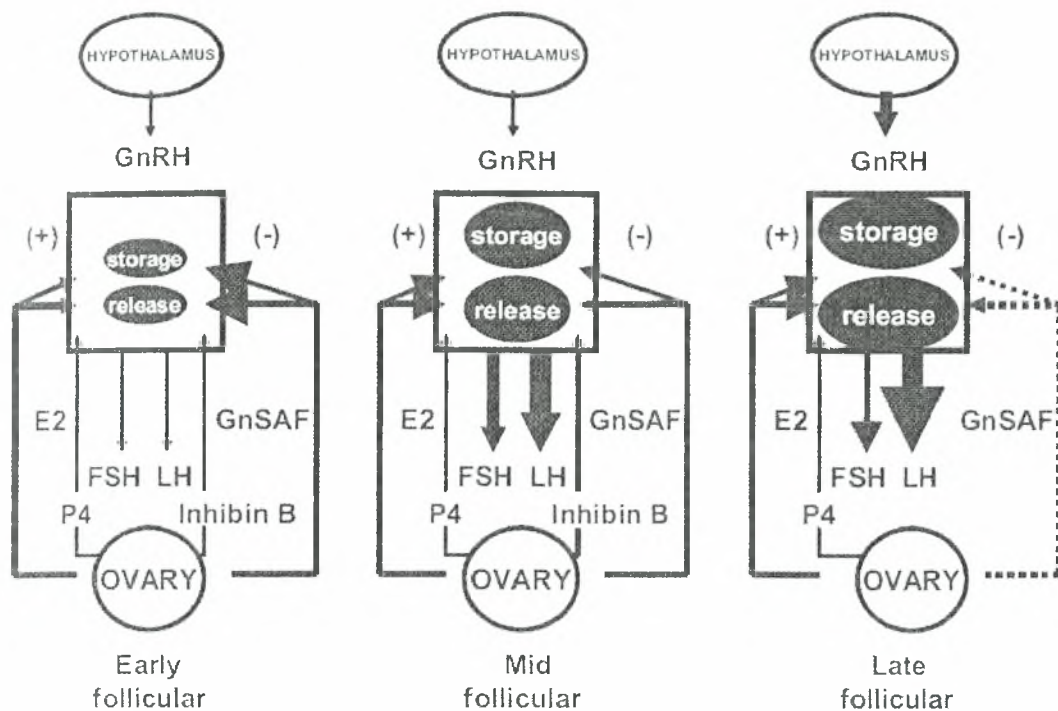 HYPOTHALAMUS
GnRH
(+)
(-)
storage
release
E2
GnSAF
FSH LH
P4
Inhibin B
OVARY
Early
follicular
HYPOTHALAMUS
GnRH
(+)
(-)
storage
release
E2
GnSAF
FSH LH
P4
Inhibin B
OVARY
Mid
follicular
HYPOTHALAMUS
GnRH
(+)
(-)
storage
release
E2
GnSAF
FSH LH
P4
OVARY
Late
follicular